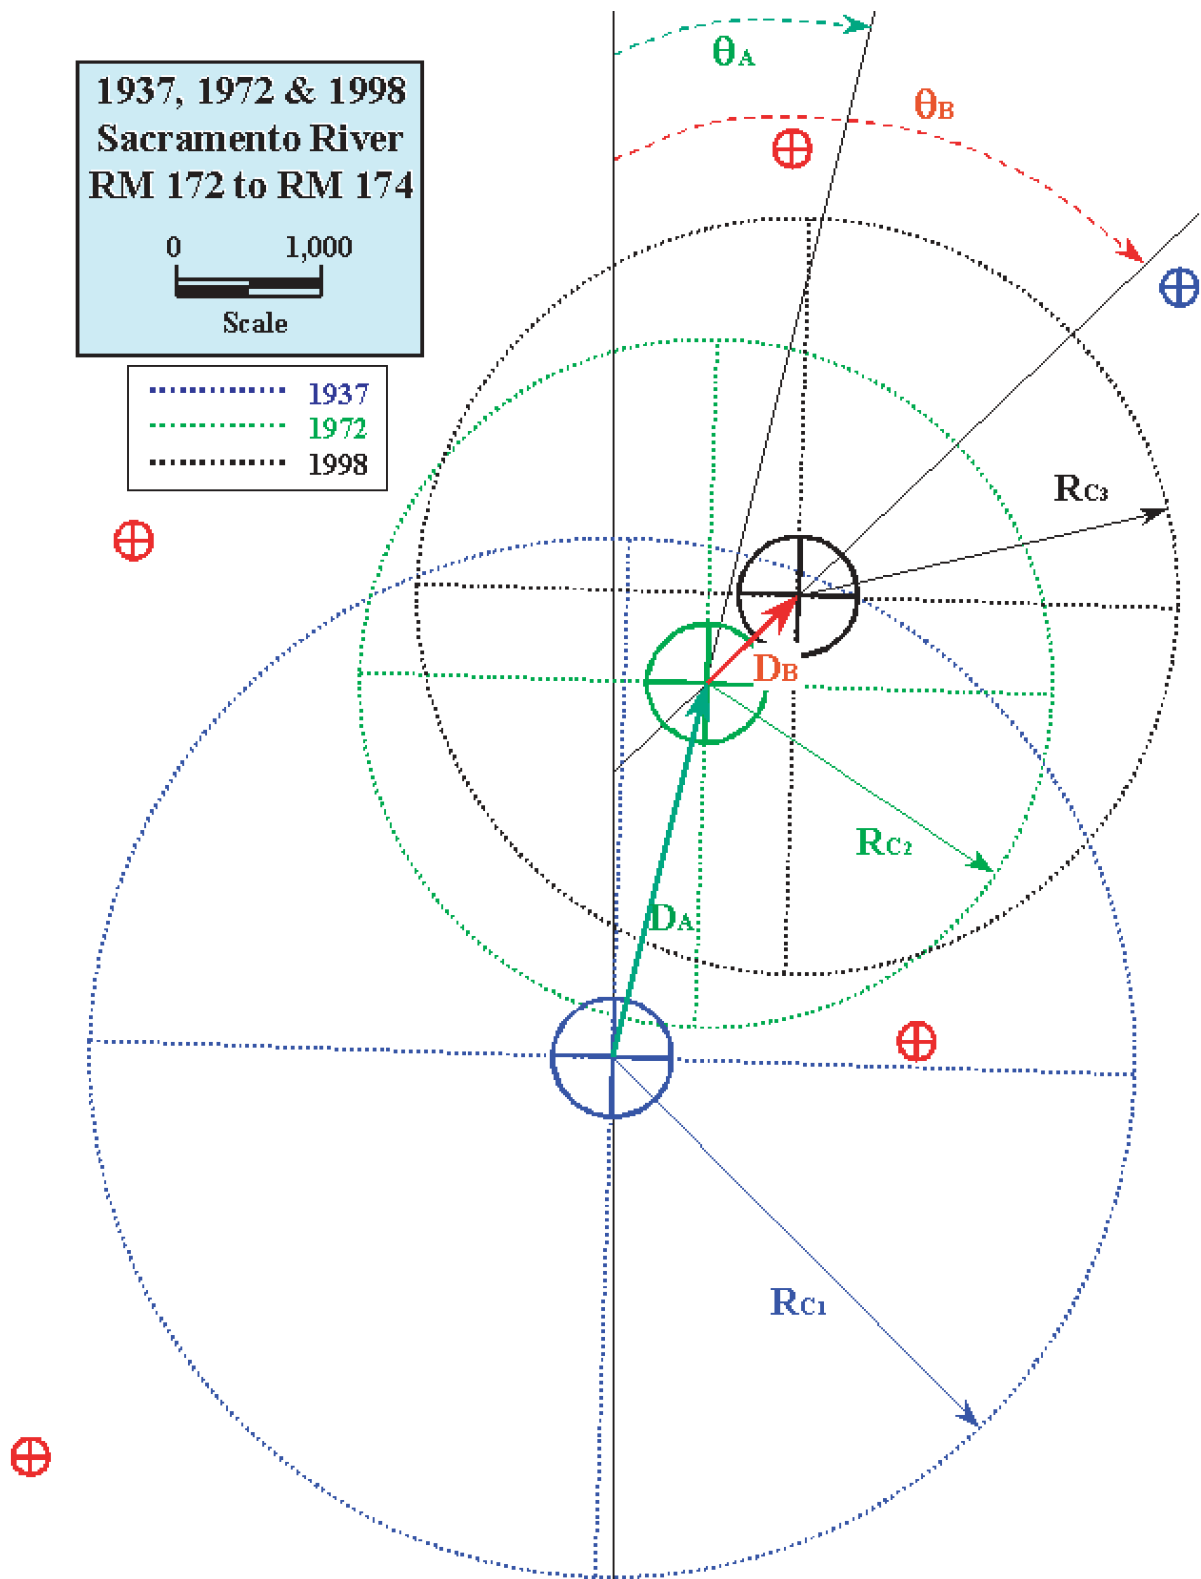 θA
θB
1937, 1972 & 1998
Sacramento River
RM 172 to RM 174
0 1,000
Scale
1937
1972
1998
RC3
DB
RC2
DA
RC1